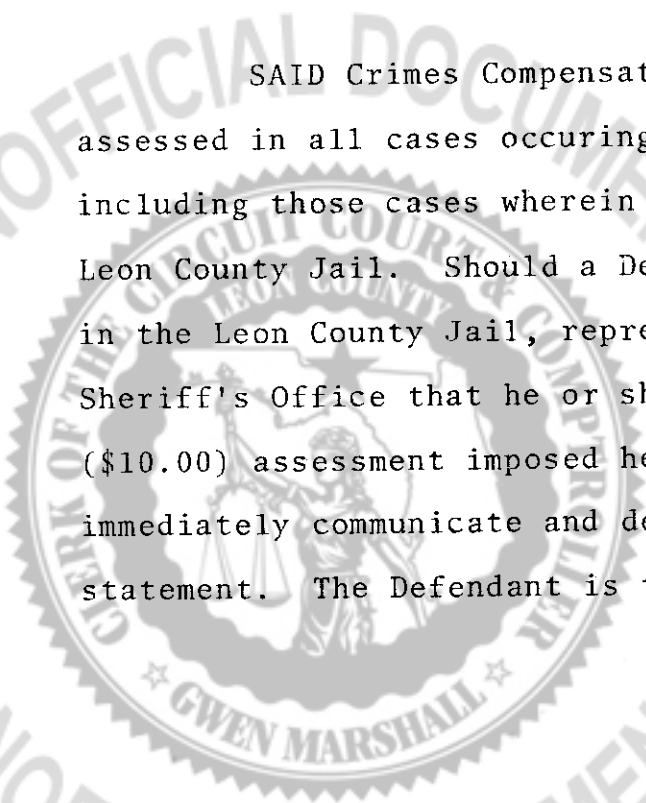 SAID Crimes Compensat
assessed in all cases occuring
including those cases wherein
Leon County Jail. Should a De
in the Leon County Jail, repre
Sheriff's Office that he or sh
($10.00) assessment imposed he
immediately communicate and de
statement. The Defendant is
CLERK OF THE CIRCUIT COURT & COMPTROLLER
LEON COUNTY
GWEN MARSHALL
NOFFICIAL DOCUM